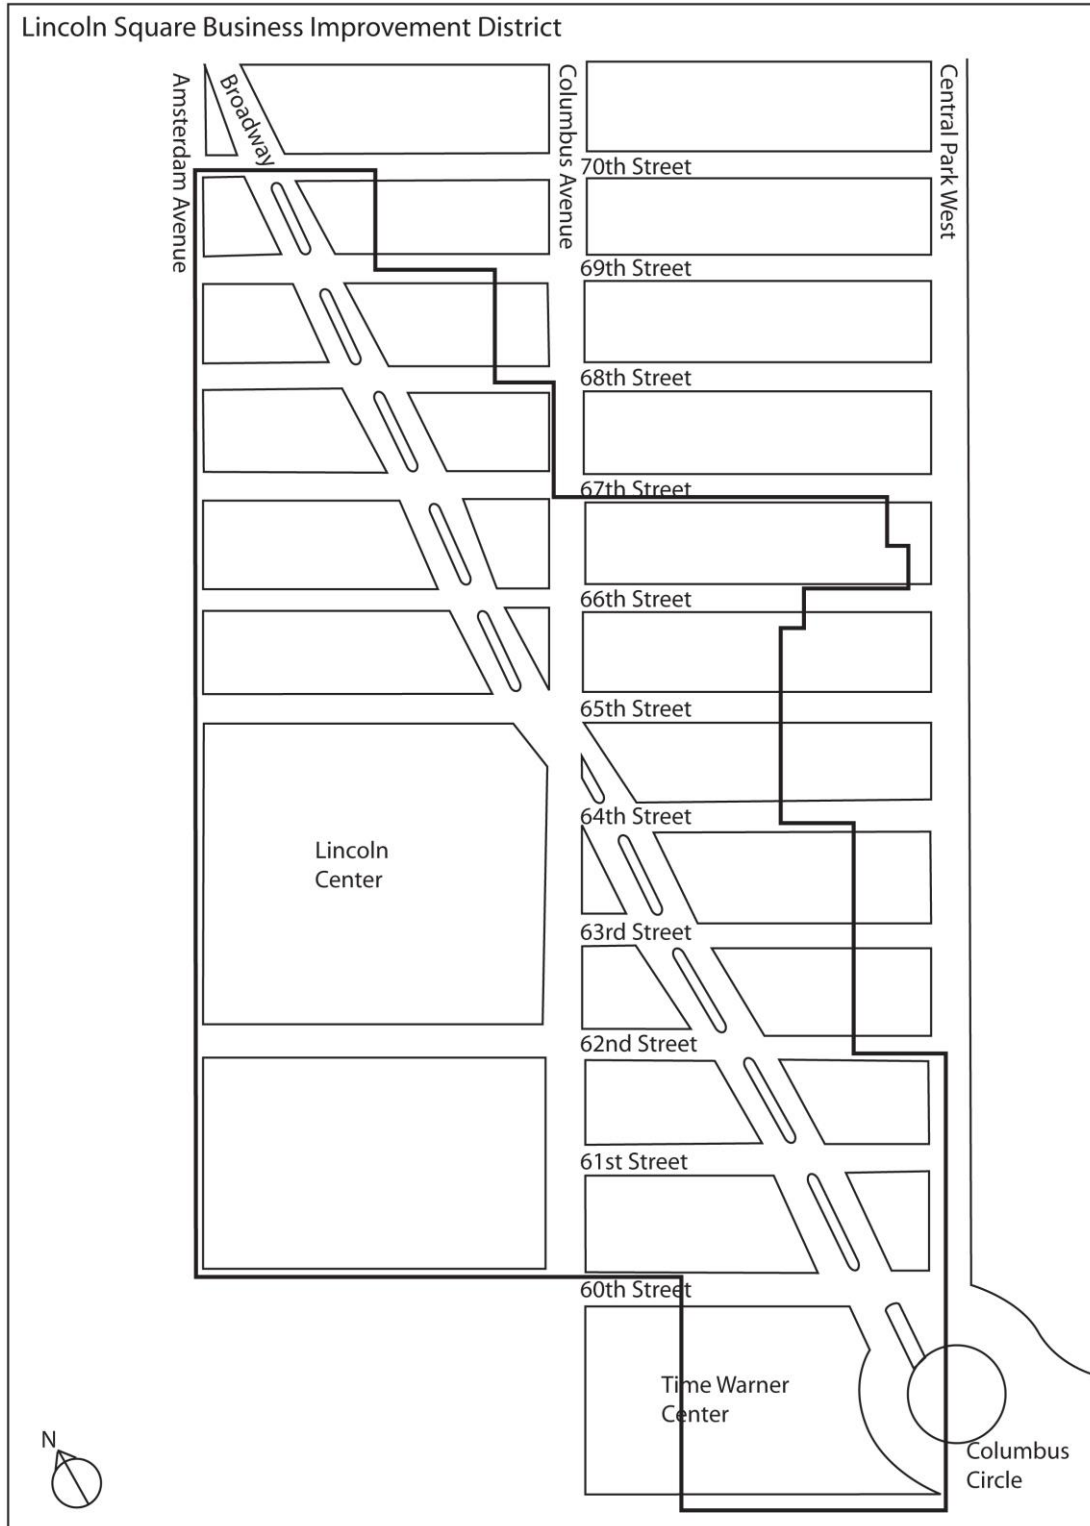 Lincoln Square Business Improvement District
Amsterdam Avenue
Broadway
Columbus Avenue
Central Park West
70th Street
69th Street
68th Street
67th Street
66th Street
65th Street
64th Street
Lincoln
Center
63rd Street
62nd Street
61st Street
60th Street
Time Warner
Center
N
Columbus
Circle